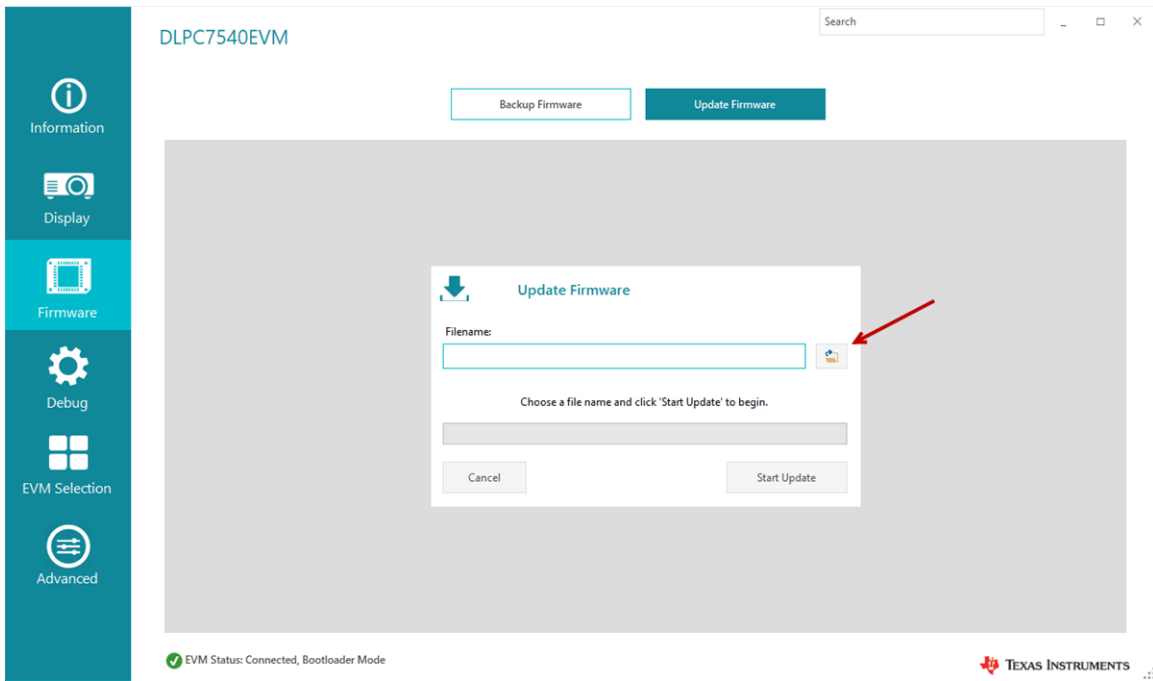 DLPC7540EVM
Search
Information
Display
Firmware
Debug
EVM Selection
Advanced
Backup Firmware
Update Firmware
Update Firmware
Filename:
Choose a file name and click 'Start Update' to begin.
Cancel
Start Update
EVM Status: Connected, Bootloader Mode
TEXAS INSTRUMENTS